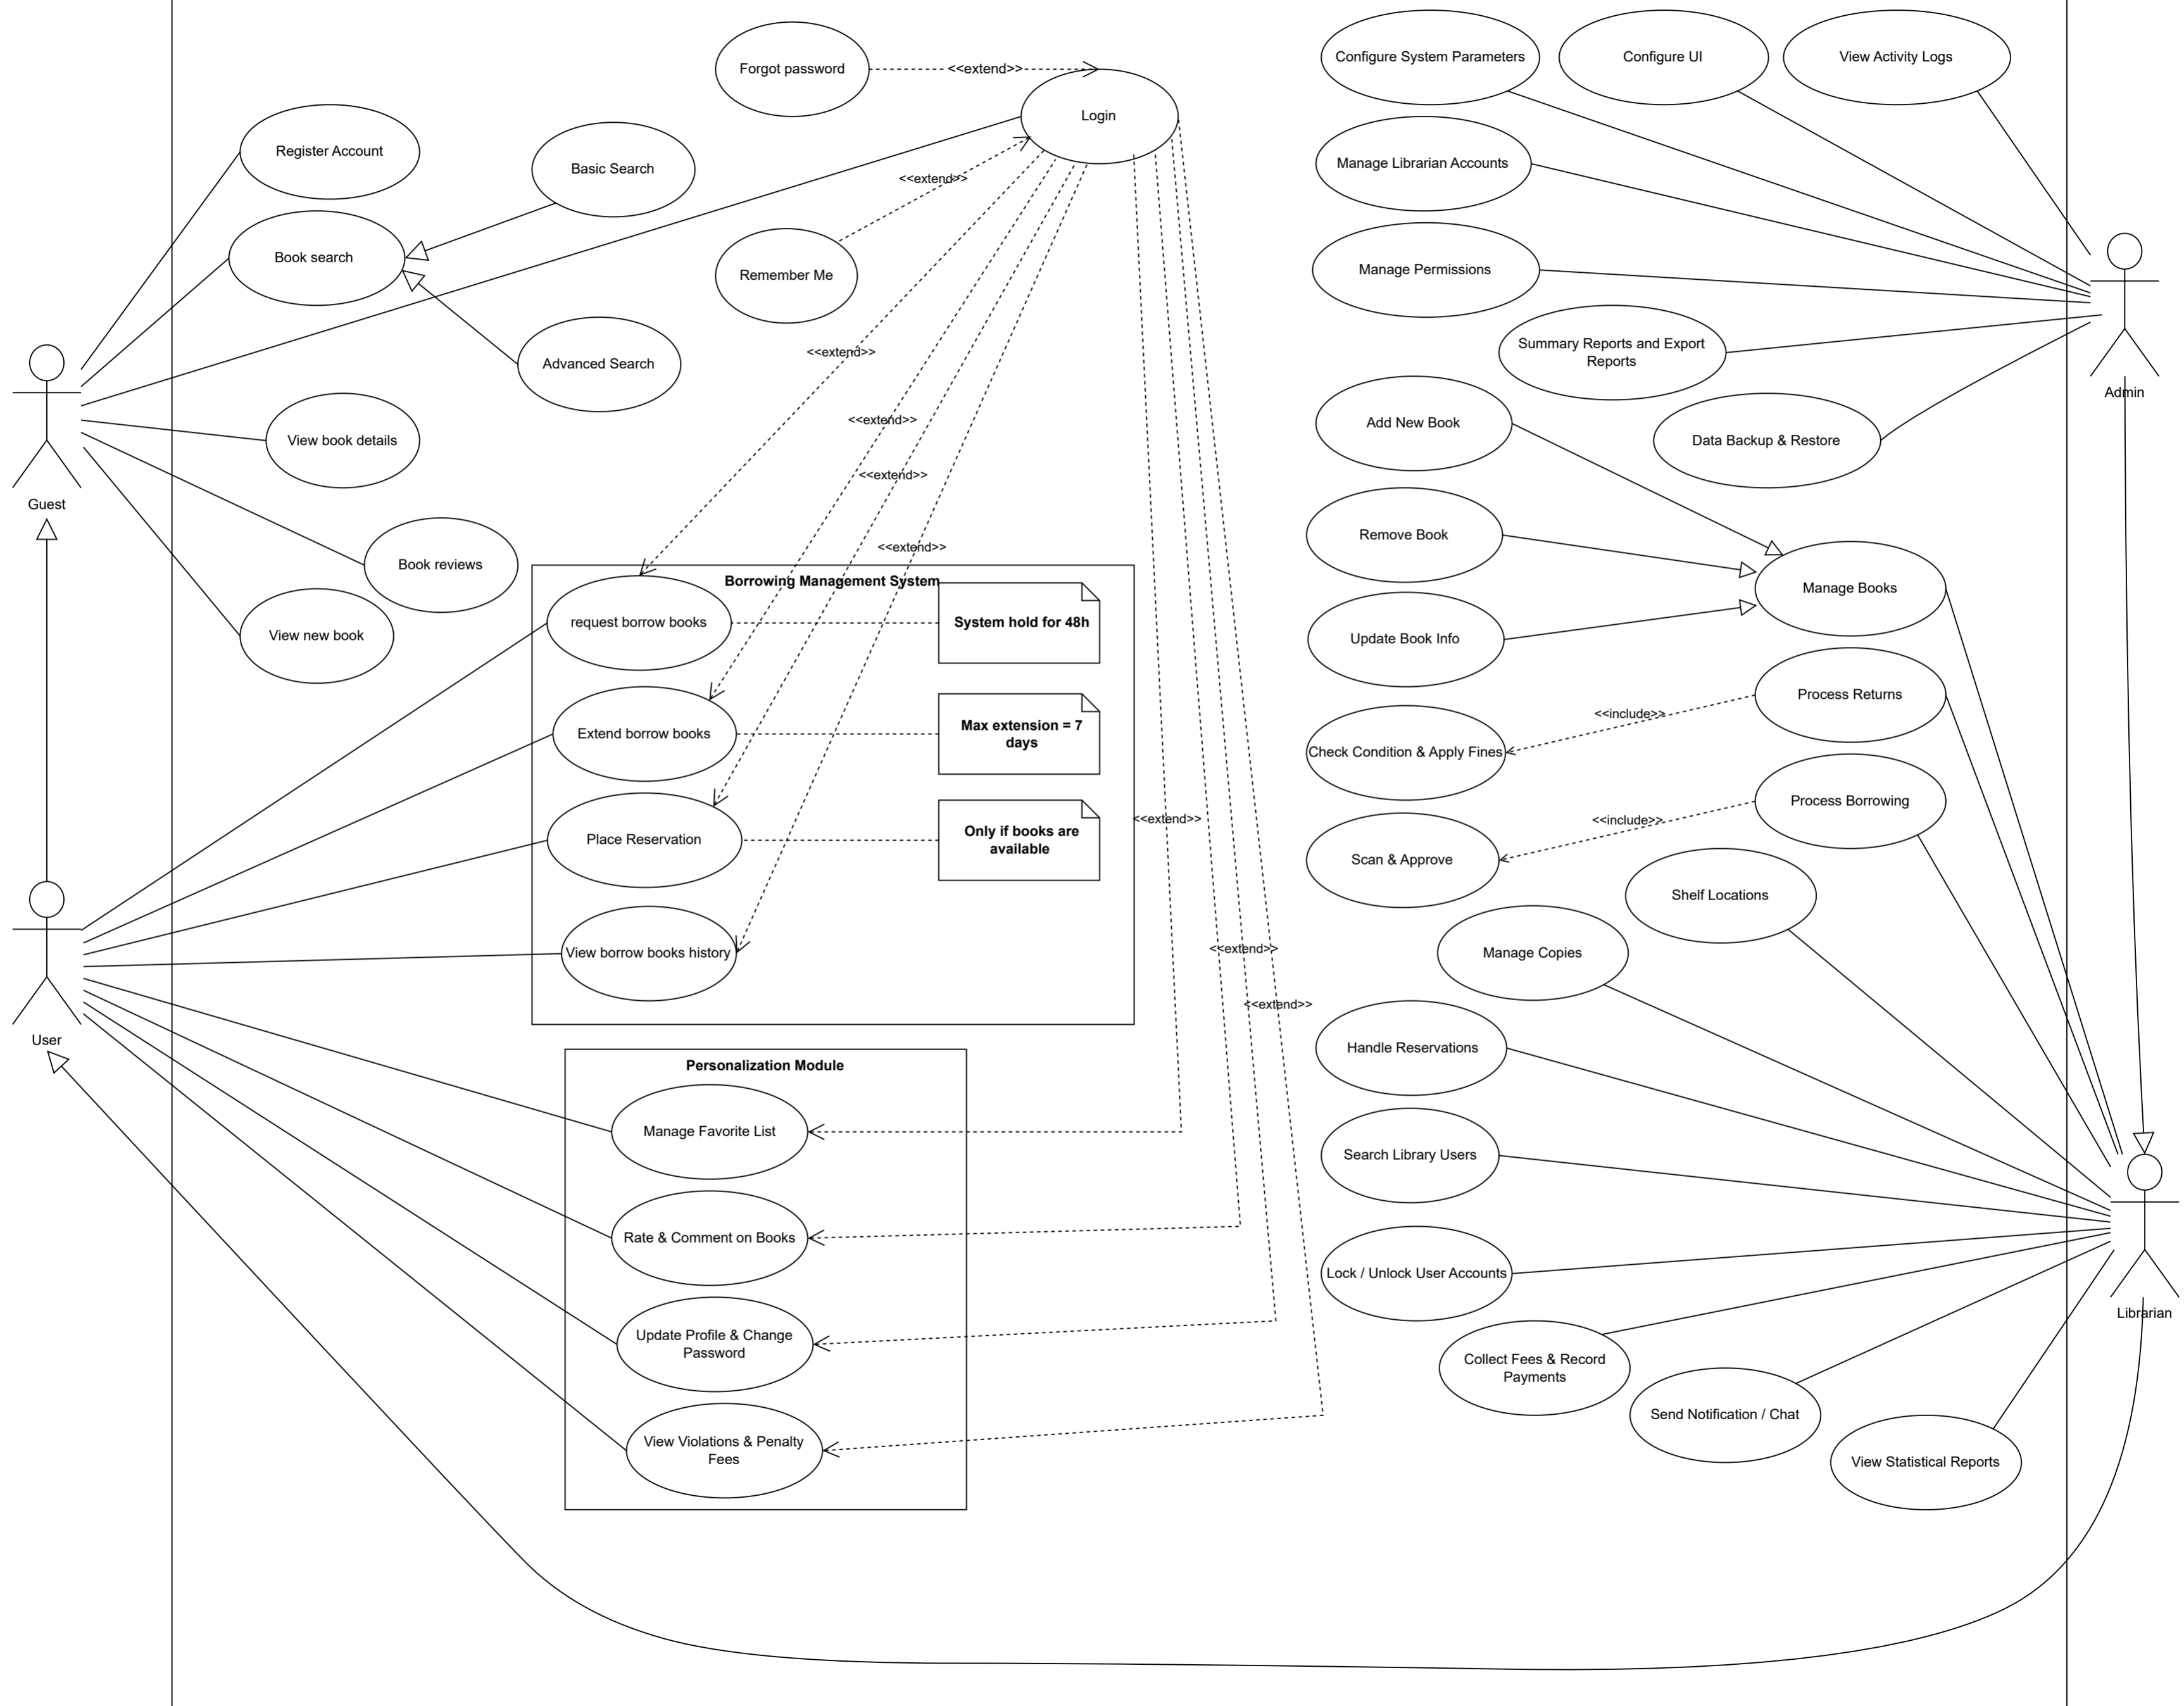 Forgot password
<<extend>>
Login
Configure System Parameters
Configure UI
View Activity Logs
Register Account
Basic Search
<<extend>>
Manage Librarian Accounts
Book search
Remember Me
Manage Permissions
Advanced Search
<<extend>>
Summary Reports and Export
Reports
Admin
View book details
<<extend>>
Add New Book
Data Backup & Restore
<<extend>>
Guest
Book reviews
<<extend>>
Remove Book
Borrowing Management System
Manage Books
View new book
request borrow books
System hold for 48h
Update Book Info
Process Returns
<<include>>
Extend borrow books
Max extension = 7
days
Check Condition & Apply Fines
Process Borrowing
<<extend>>
<<include>>
Place Reservation
Only if books are
available
Scan & Approve
Shelf Locations
View borrow books history
<<extend>>
Manage Copies
<<extend>>
User
Handle Reservations
Personalization Module
Manage Favorite List
Search Library Users
Rate & Comment on Books
Lock / Unlock User Accounts
Librarian
Update Profile & Change
Password
Collect Fees & Record
Payments
Send Notification / Chat
View Violations & Penalty
Fees
View Statistical Reports